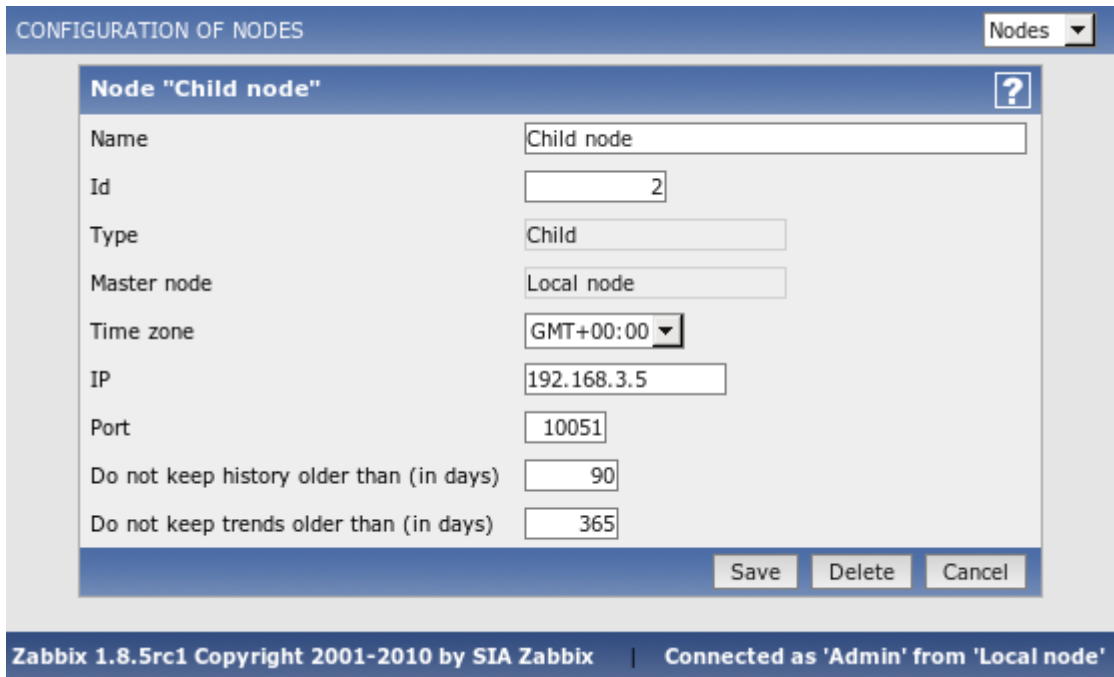 CONFIGURATION OF NODES Nodes
Node "Child node" ?
Name Child node
Id 2
Type Child
Master node Local node
Time zone GMT+00:00
IP 192.168.3.5
Port 10051
Do not keep history older than (in days) 90
Do not keep trends older than (in days) 365
Save Delete Cancel
Zabbix 1.8.5rc1 Copyright 2001-2010 by SIA Zabbix | Connected as 'Admin' from 'Local node'